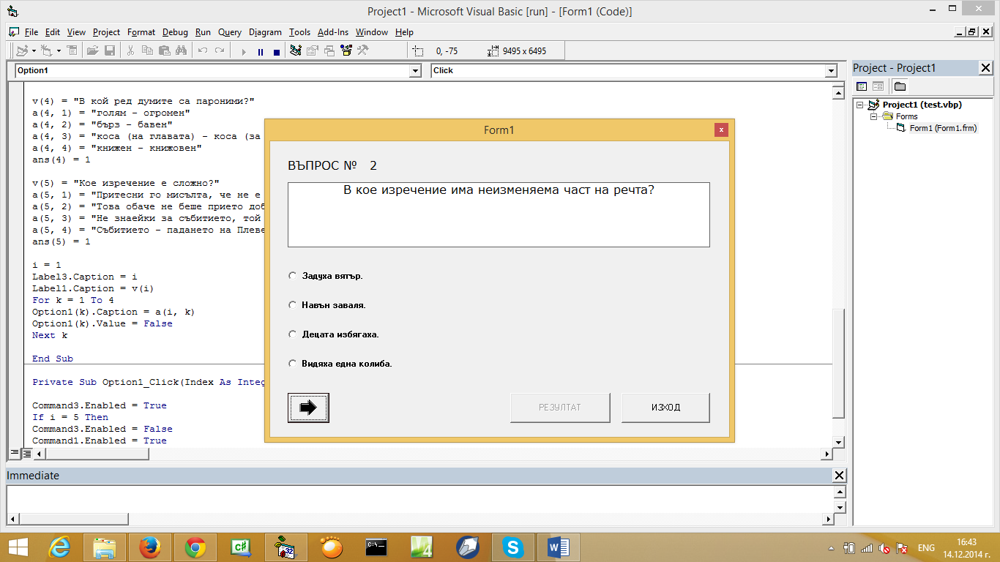 Project1 - Microsoft Visual Basic [run] - [Form1 (Code)]
File Edit View Project Format Debug Run Query Diagram Tools Add-Ins Window Help
0, -75 9495 x 6495
Option1 Click
Project - Project1
Project1 (test.vbp)
Forms
Form1 (Form1.frm)
v(4) = "В кой ред думите са пароними?"
a(4, 1) = "голям - огромен"
a(4, 2) = "бърз - бавен"
a(4, 3) = "коса (на главата) - коса (за
a(4, 4) = "книжен - книжовен"
ans(4) = 1
v(5) = "Кое изречение е сложно?"
a(5, 1) = "Притесни го мисълта, че не е
a(5, 2) = "Това обаче не беше прието доб
a(5, 3) = "Не знаейки за събитието, той
a(5, 4) = "Събитието - падането на Плеве
ans(5) = 1
i = 1
Label3.Caption = i
Label1.Caption = v(i)
For k = 1 To 4
Option1(k).Caption = a(i, k)
Option1(k).Value = False
Next k
End Sub
Private Sub Option1_Click(Index As Integ
Command3.Enabled = True
If i = 5 Then
Command3.Enabled = False
Command1.Enabled = True
Form1
ВЪПРОС № 2
В кое изречение има неизменяема част на речта?
Задуха вятър.
Навън заваля.
Децата избягаха.
Видяха една колиба.
РЕЗУЛТАТ ИЗХОД
Immediate
ENG
16:43
14.12.2014 г.